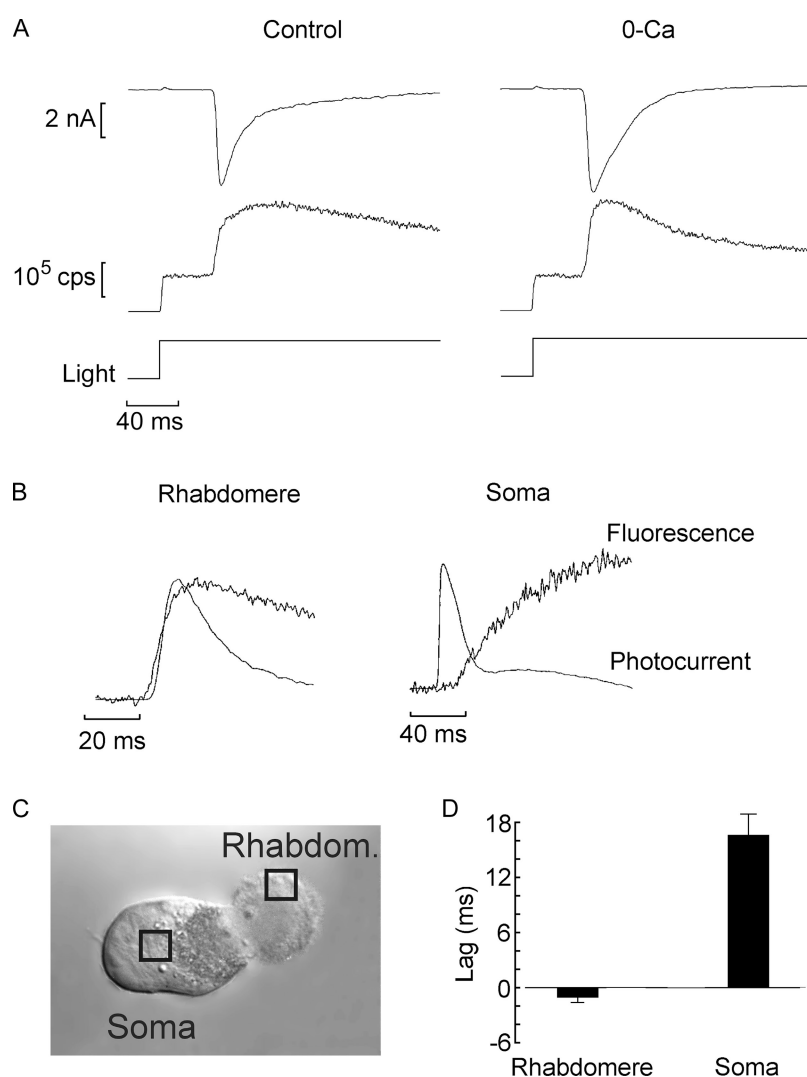 A
Control
0-Ca
2 nA
10⁵ cps
Light
40 ms
B
Rhabdomere
Soma
Fluorescence
Photocurrent
20 ms
40 ms
C
Rhabdom.
Soma
D
Lag (ms)
18
12
6
0
-6
Rhabdomere
Soma